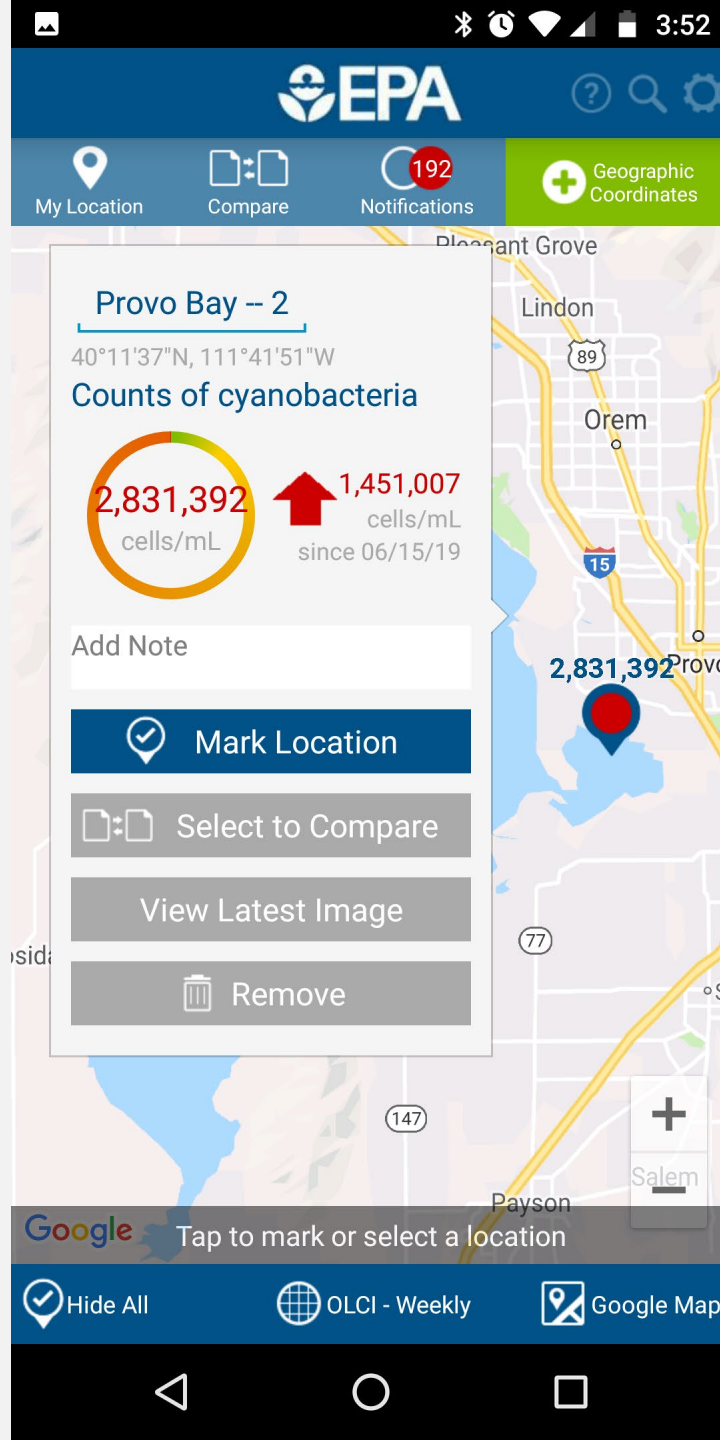 3:52
EPA
My Location
Compare
192
Notifications
Geographic
Coordinates
Pleasant Grove
Lindon
89
Orem
15
Provo Bay -- 2
40°11'37"N, 111°41'51"W
Counts of cyanobacteria
2,831,392
cells/mL
1,451,007
cells/mL
since 06/15/19
Add Note
Mark Location
Select to Compare
View Latest Image
Remove
2,831,392
Provo
77
147
Salem
Payson
Google
Tap to mark or select a location
Hide All
OLCI - Weekly
Google Map